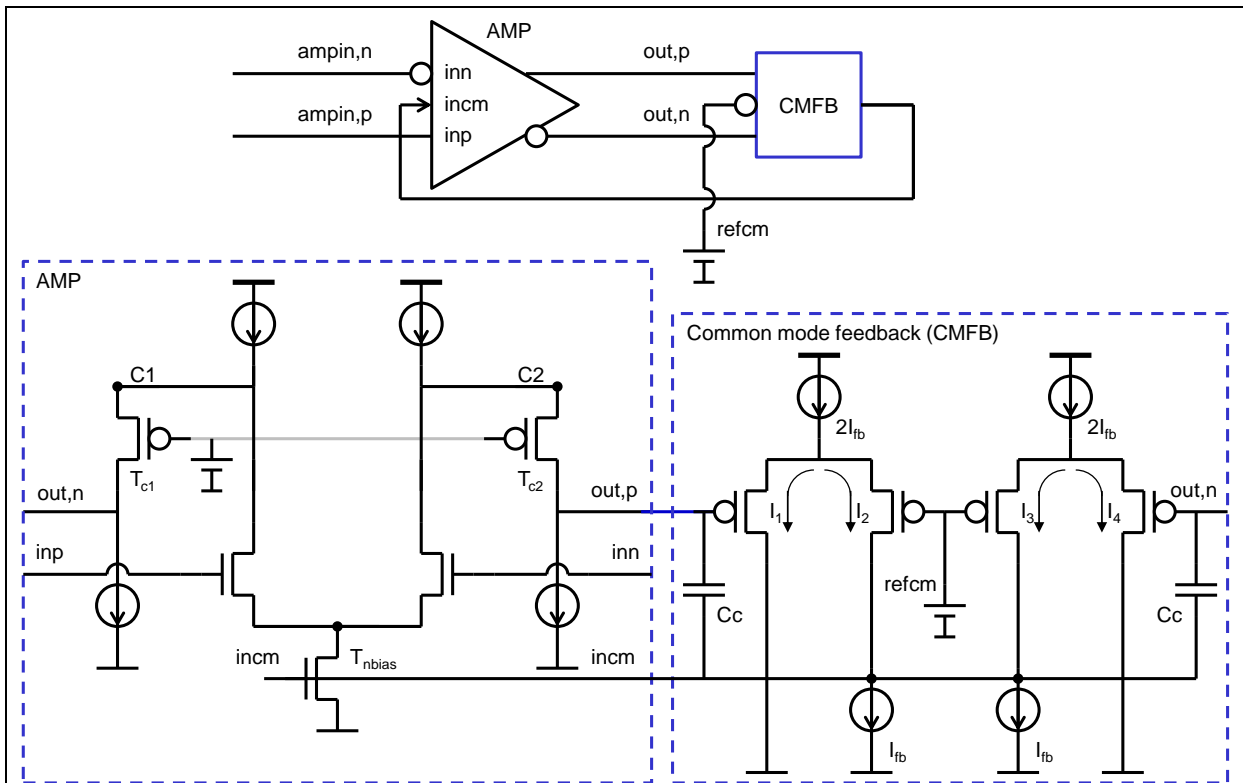 AMP
ampin,n
inn
out,p
incm
CMFB
ampin,p
inp
out,n
refcm
AMP
C1
C2
Common mode feedback (CMFB)
2Ifb
2Ifb
Tc1
Tc2
out,n
out,p
I1
I2
I3
I4
out,n
inp
inn
refcm
Cc
Cc
incm
Tnbias
incm
Ifb
Ifb